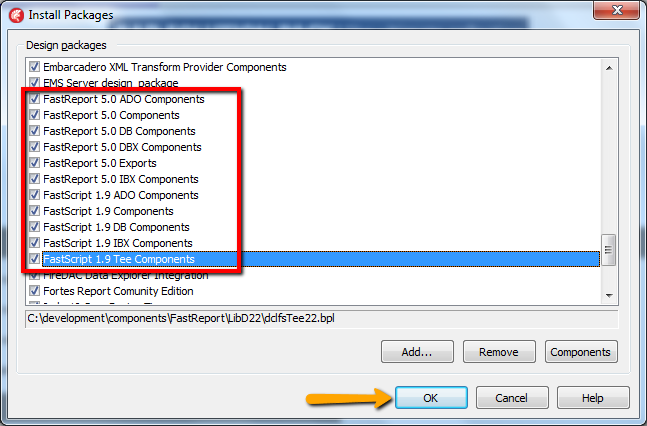 Install Packages
Design packages
Embarcadero XML Transform Provider Components
EMS Server design package
FastReport 5.0 ADO Components
FastReport 5.0 Components
FastReport 5.0 DB Components
FastReport 5.0 DBX Components
FastReport 5.0 Exports
FastReport 5.0 IBX Components
FastScript 1.9 ADO Components
FastScript 1.9 Components
FastScript 1.9 DB Components
FastScript 1.9 IBX Components
FastScript 1.9 Tee Components
FireDAC Data Explorer Integration
Fortes Report Comunity Edition
C:\development\components\FastReport\LibD22\dclfsTee22.bpl
Add... Remove Components
OK Cancel Help